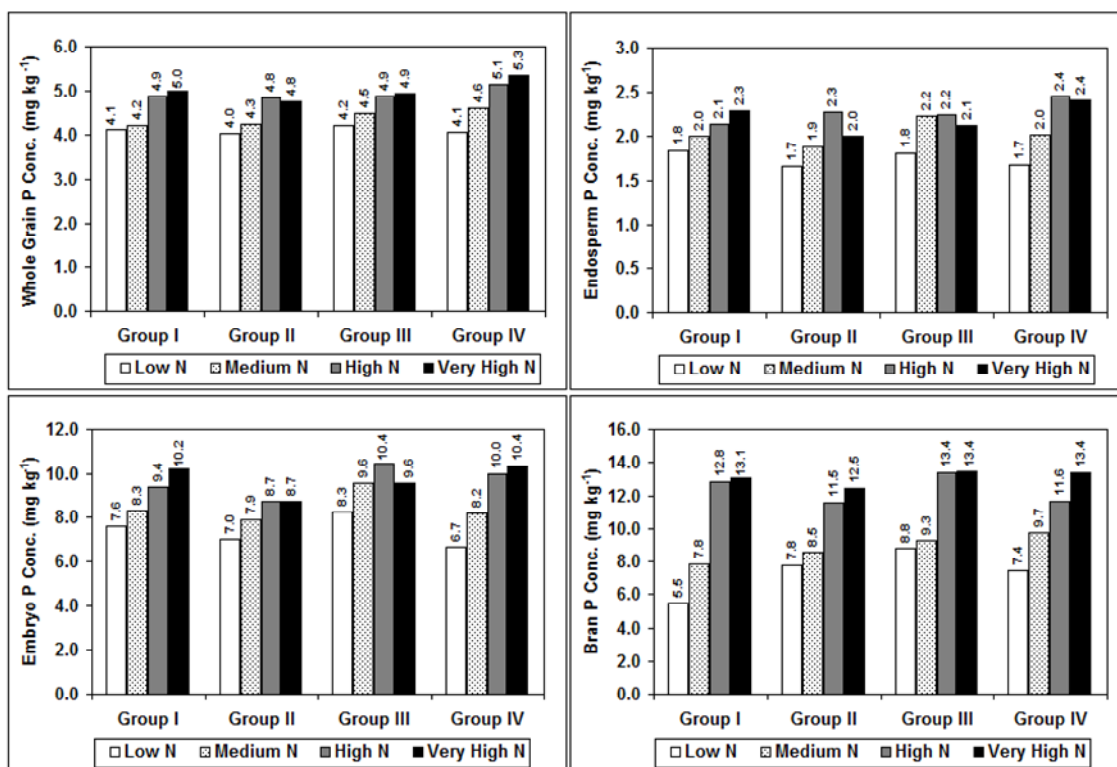 Whole Grain P Conc. (mg kg⁻¹)
6.0
5.0
4.0
3.0
2.0
1.0
0.0
4.1 4.2 4.9 5.0
4.0 4.3 4.8 4.8
4.2 4.5 4.9 4.9
4.1 4.6 5.1 5.3
Group I Group II Group III Group IV
Low N Medium N High N Very High N
Endosperm P Conc. (mg kg⁻¹)
3.0
2.5
2.0
1.5
1.0
0.5
0.0
1.8 2.0 2.1 2.3
1.7 1.9 2.3 2.0
1.8 2.2 2.2 2.1
1.7 2.0 2.4 2.4
Group I Group II Group III Group IV
Low N Medium N High N Very High N
Embryo P Conc. (mg kg⁻¹)
12.0
10.0
8.0
6.0
4.0
2.0
0.0
7.6 8.3 9.4 10.2
7.0 7.9 8.7 8.7
8.3 9.6 10.4 9.6
6.7 8.2 10.0 10.4
Group I Group II Group III Group IV
Low N Medium N High N Very High N
Bran P Conc. (mg kg⁻¹)
16.0
14.0
12.0
10.0
8.0
6.0
4.0
2.0
0.0
5.5 7.8 12.8 13.1
7.8 8.5 11.5 12.5
8.8 9.3 13.4 13.4
7.4 9.7 11.6 13.4
Group I Group II Group III Group IV
Low N Medium N High N Very High N